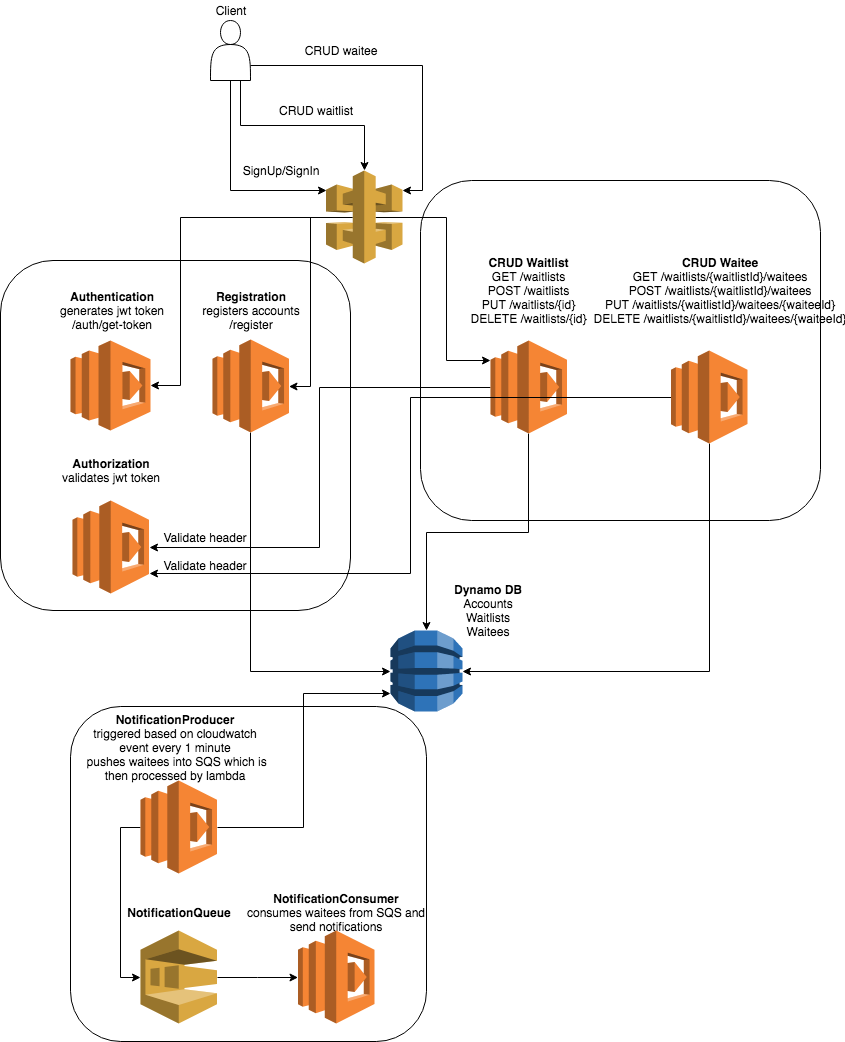 Client
CRUD waitee
CRUD waitlist
SignUp/SignIn
CRUD Waitlist
GET /waitlists
POST /waitlists
PUT /waitlists/{id}
DELETE /waitlists/{id}
CRUD Waitee
GET /waitlists/{waitlistId}/waitees
POST /waitlists/{waitlistId}/waitees
PUT /waitlists/{waitlistId}/waitees/{waiteeId}
DELETE /waitlists/{waitlistId}/waitees/{waiteeId}
Authentication
generates jwt token
/auth/get-token
Registration
registers accounts
/register
Authorization
validates jwt token
Validate header
Validate header
Dynamo DB
Accounts
Waitlists
Waitees
NotificationProducer
triggered based on cloudwatch
event every 1 minute
pushes waitees into SQS which is
then processed by lambda
NotificationQueue
NotificationConsumer
consumes waitees from SQS and
send notifications